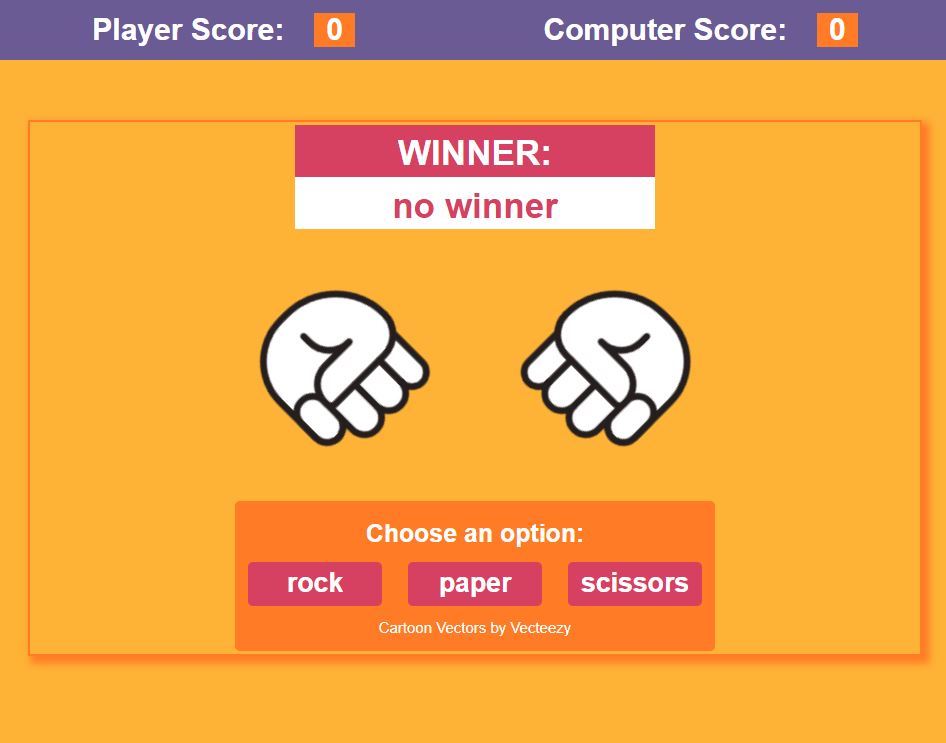 Player Score: 0 Computer Score: 0
WINNER:
no winner
Choose an option:
rock paper scissors
Cartoon Vectors by Vecteezy